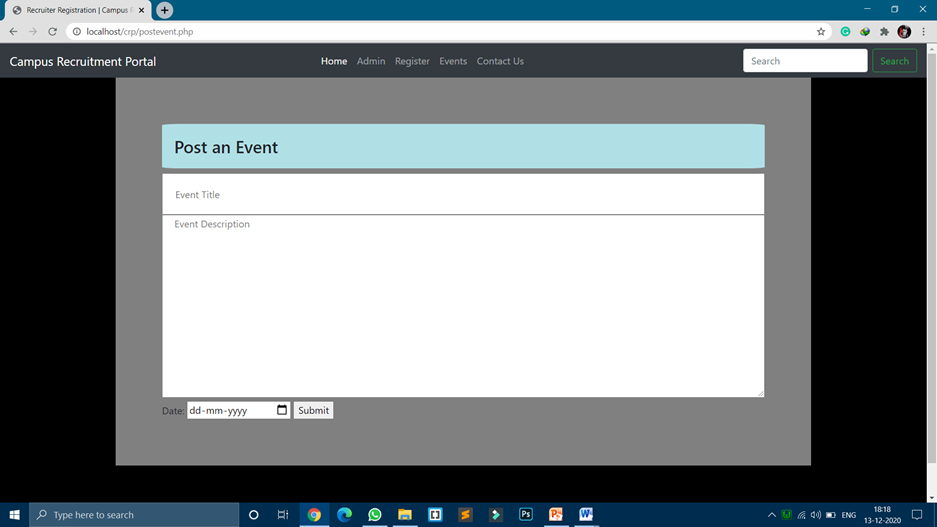 Recruiter Registration | Campus R
localhost/crp/postevent.php
Campus Recruitment Portal
Home Admin Register Events Contact Us
Search Search
Post an Event
Event Title
Event Description
Date: dd-mm-yyyy Submit
Type here to search
ENG
18:18
13-12-2020
Ps